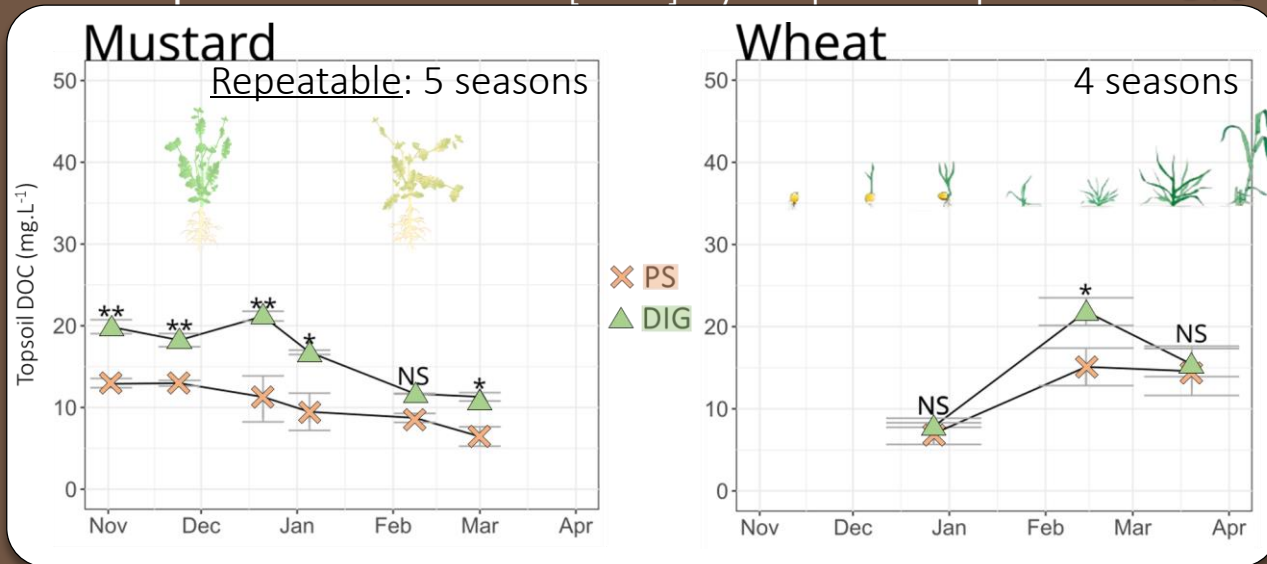 Mustard
Repeatable: 5 seasons
Topsoil DOC (mg.L-1)
50
40
30
20
10
0
** ** ** * NS *
Nov Dec Jan Feb Mar Apr
PS
DIG
Wheat
4 seasons
50
40
30
20
10
0
NS * NS
Nov Dec Jan Feb Mar Apr